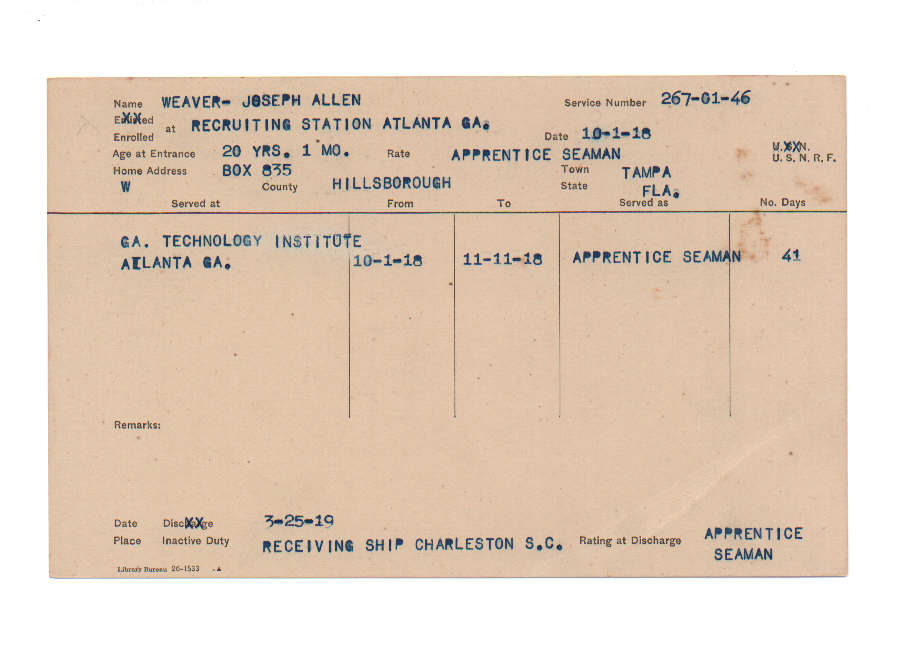 Name WEAVER- JOSEPH ALLEN Service Number 267-01-46
Enlisted
Enrolled at RECRUITING STATION ATLANTA GA. Date 10-1-18
Age at Entrance 20 YRS. 1 MO. Rate APPRENTICE SEAMAN U.S.N.
U. S. N. R. F.
Home Address BOX 835 Town TAMPA
W County HILLSBOROUGH State FLA.
Served at From To Served as No. Days
GA. TECHNOLOGY INSTITUTE
ATLANTA GA. 10-1-18 11-11-18 APPRENTICE SEAMAN 41
Remarks:
Date Discharge 3-25-19
Place Inactive Duty RECEIVING SHIP CHARLESTON S.C. Rating at Discharge APPRENTICE
SEAMAN
Library Bureau 26-1533